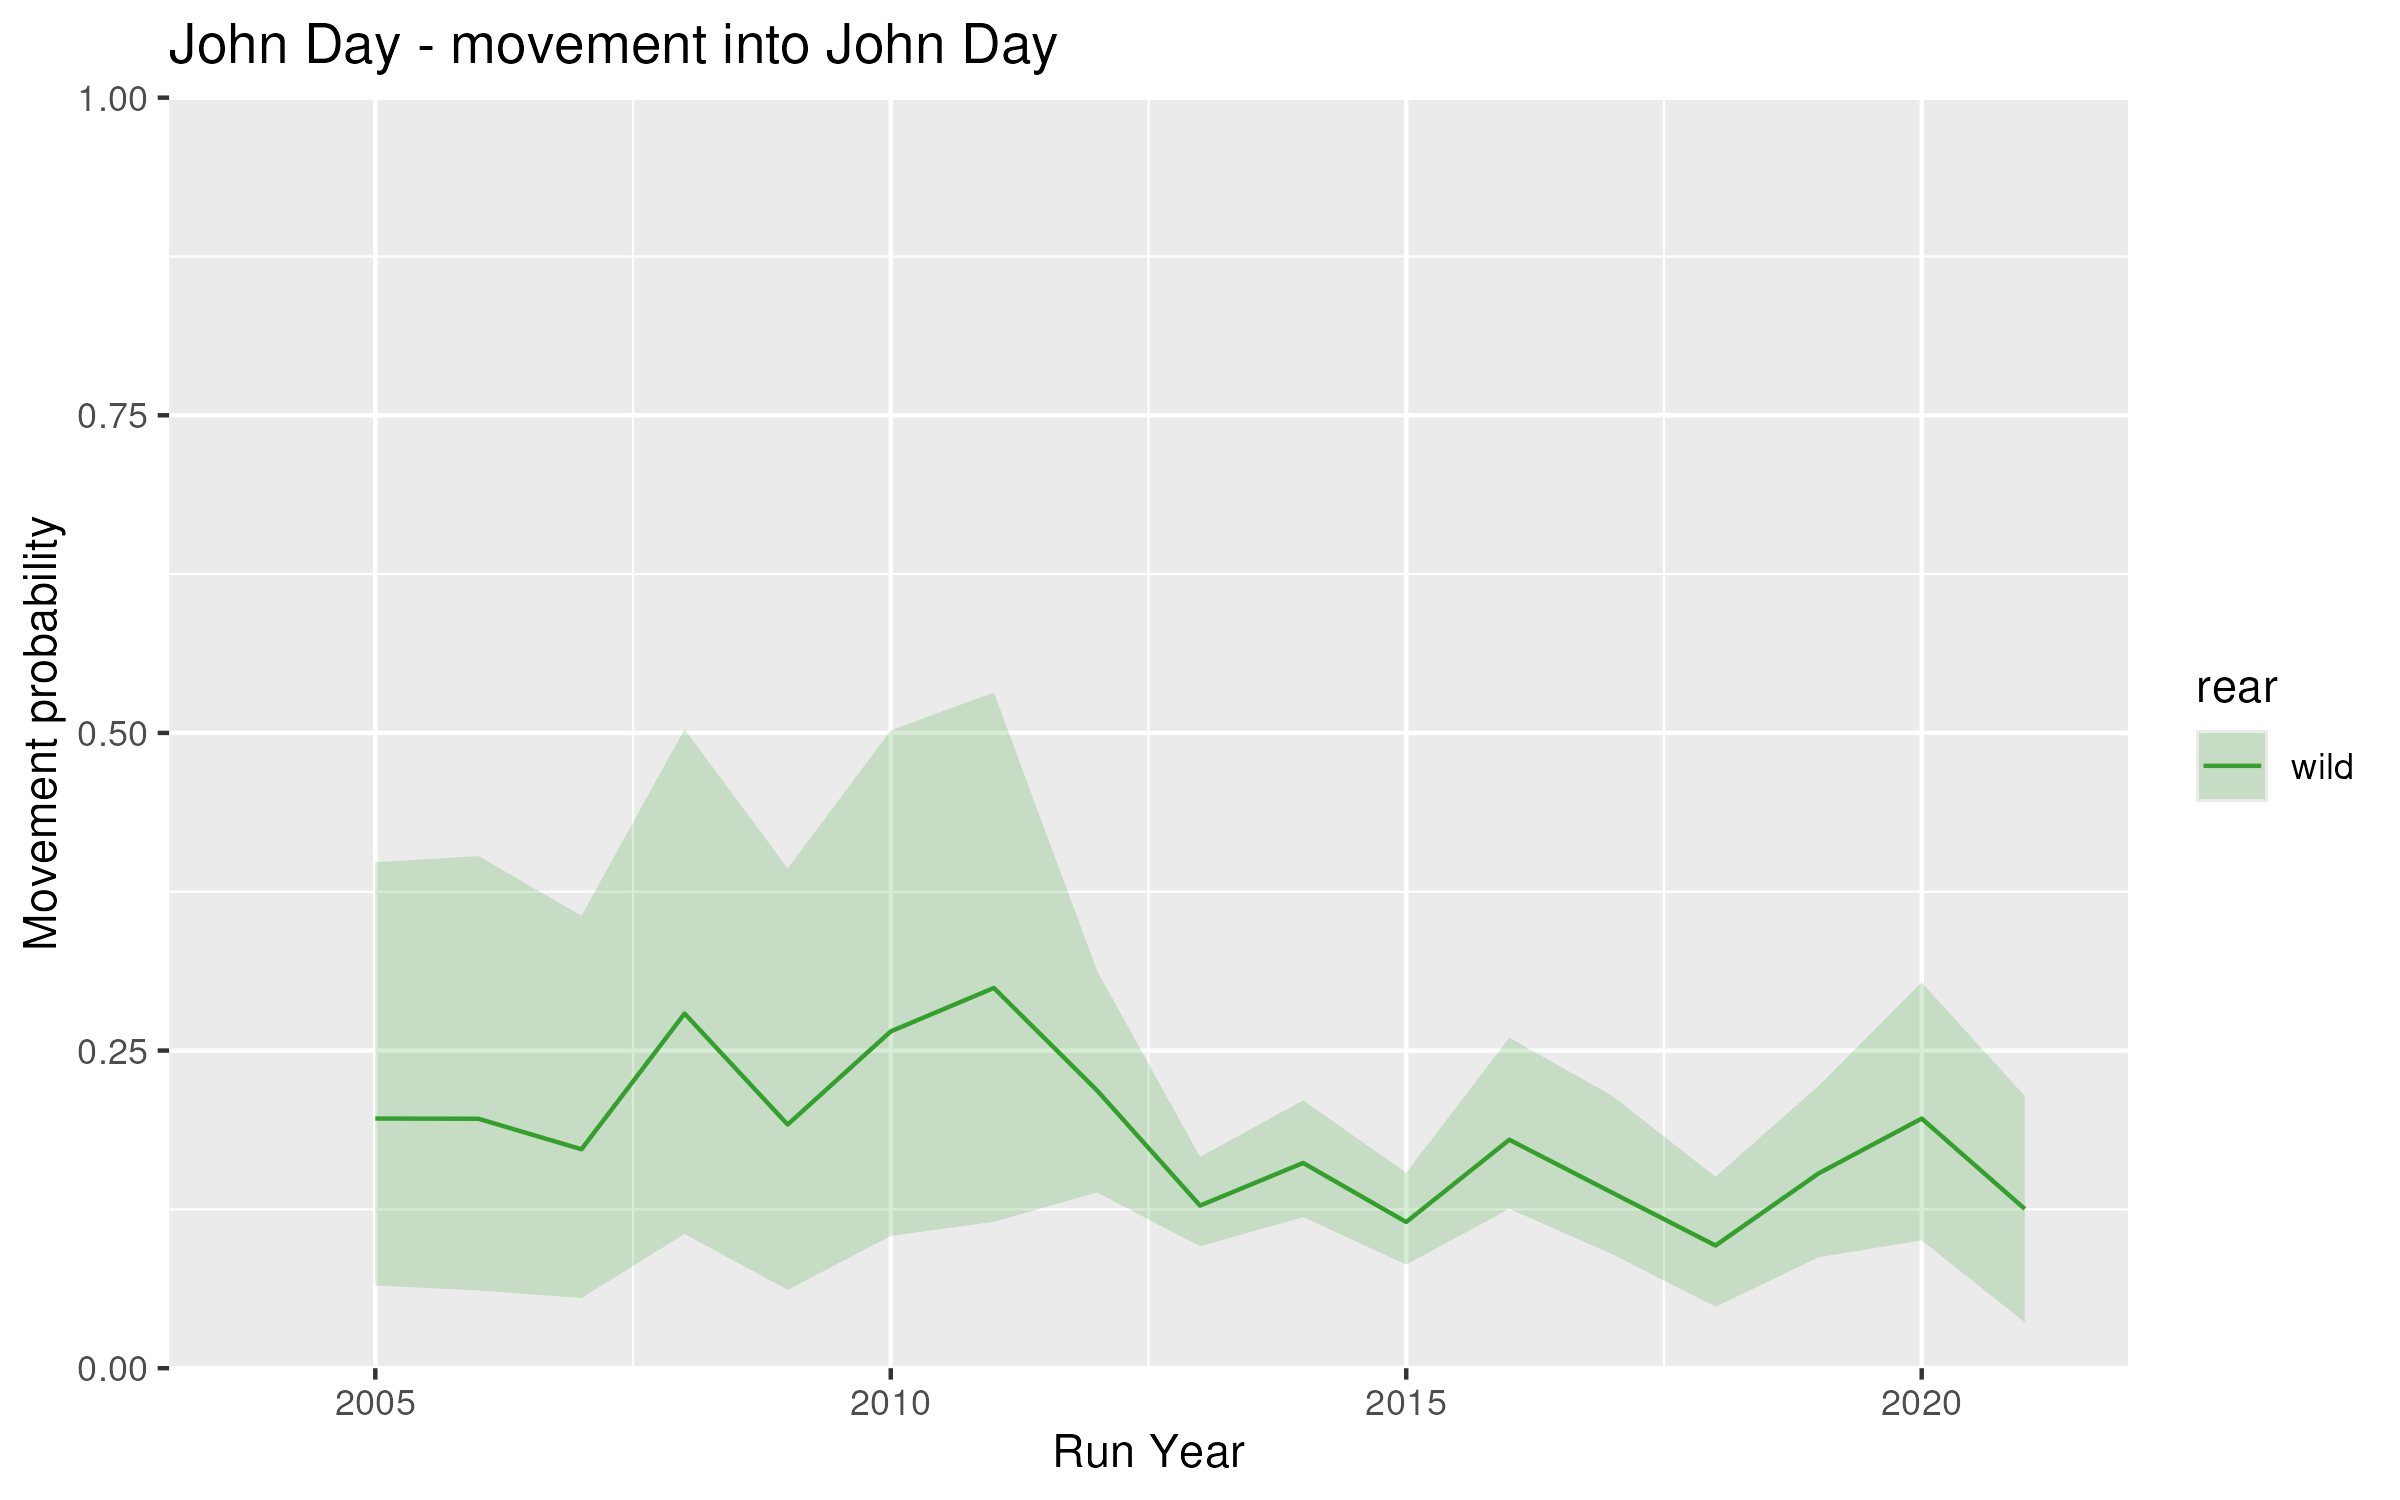 John Day - movement into John Day
1.00
0.75
0.50
0.25
0.00
Movement probability
2005 2010 2015 2020
Run Year
rear
wild